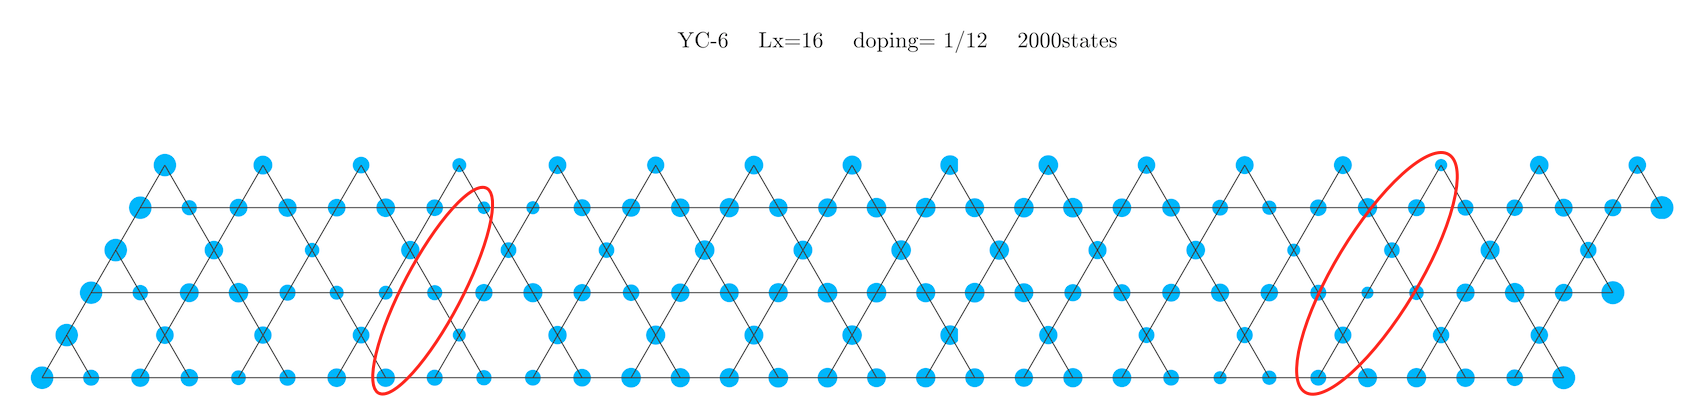 YC-6 Lx=16 doping= 1/12 2000states